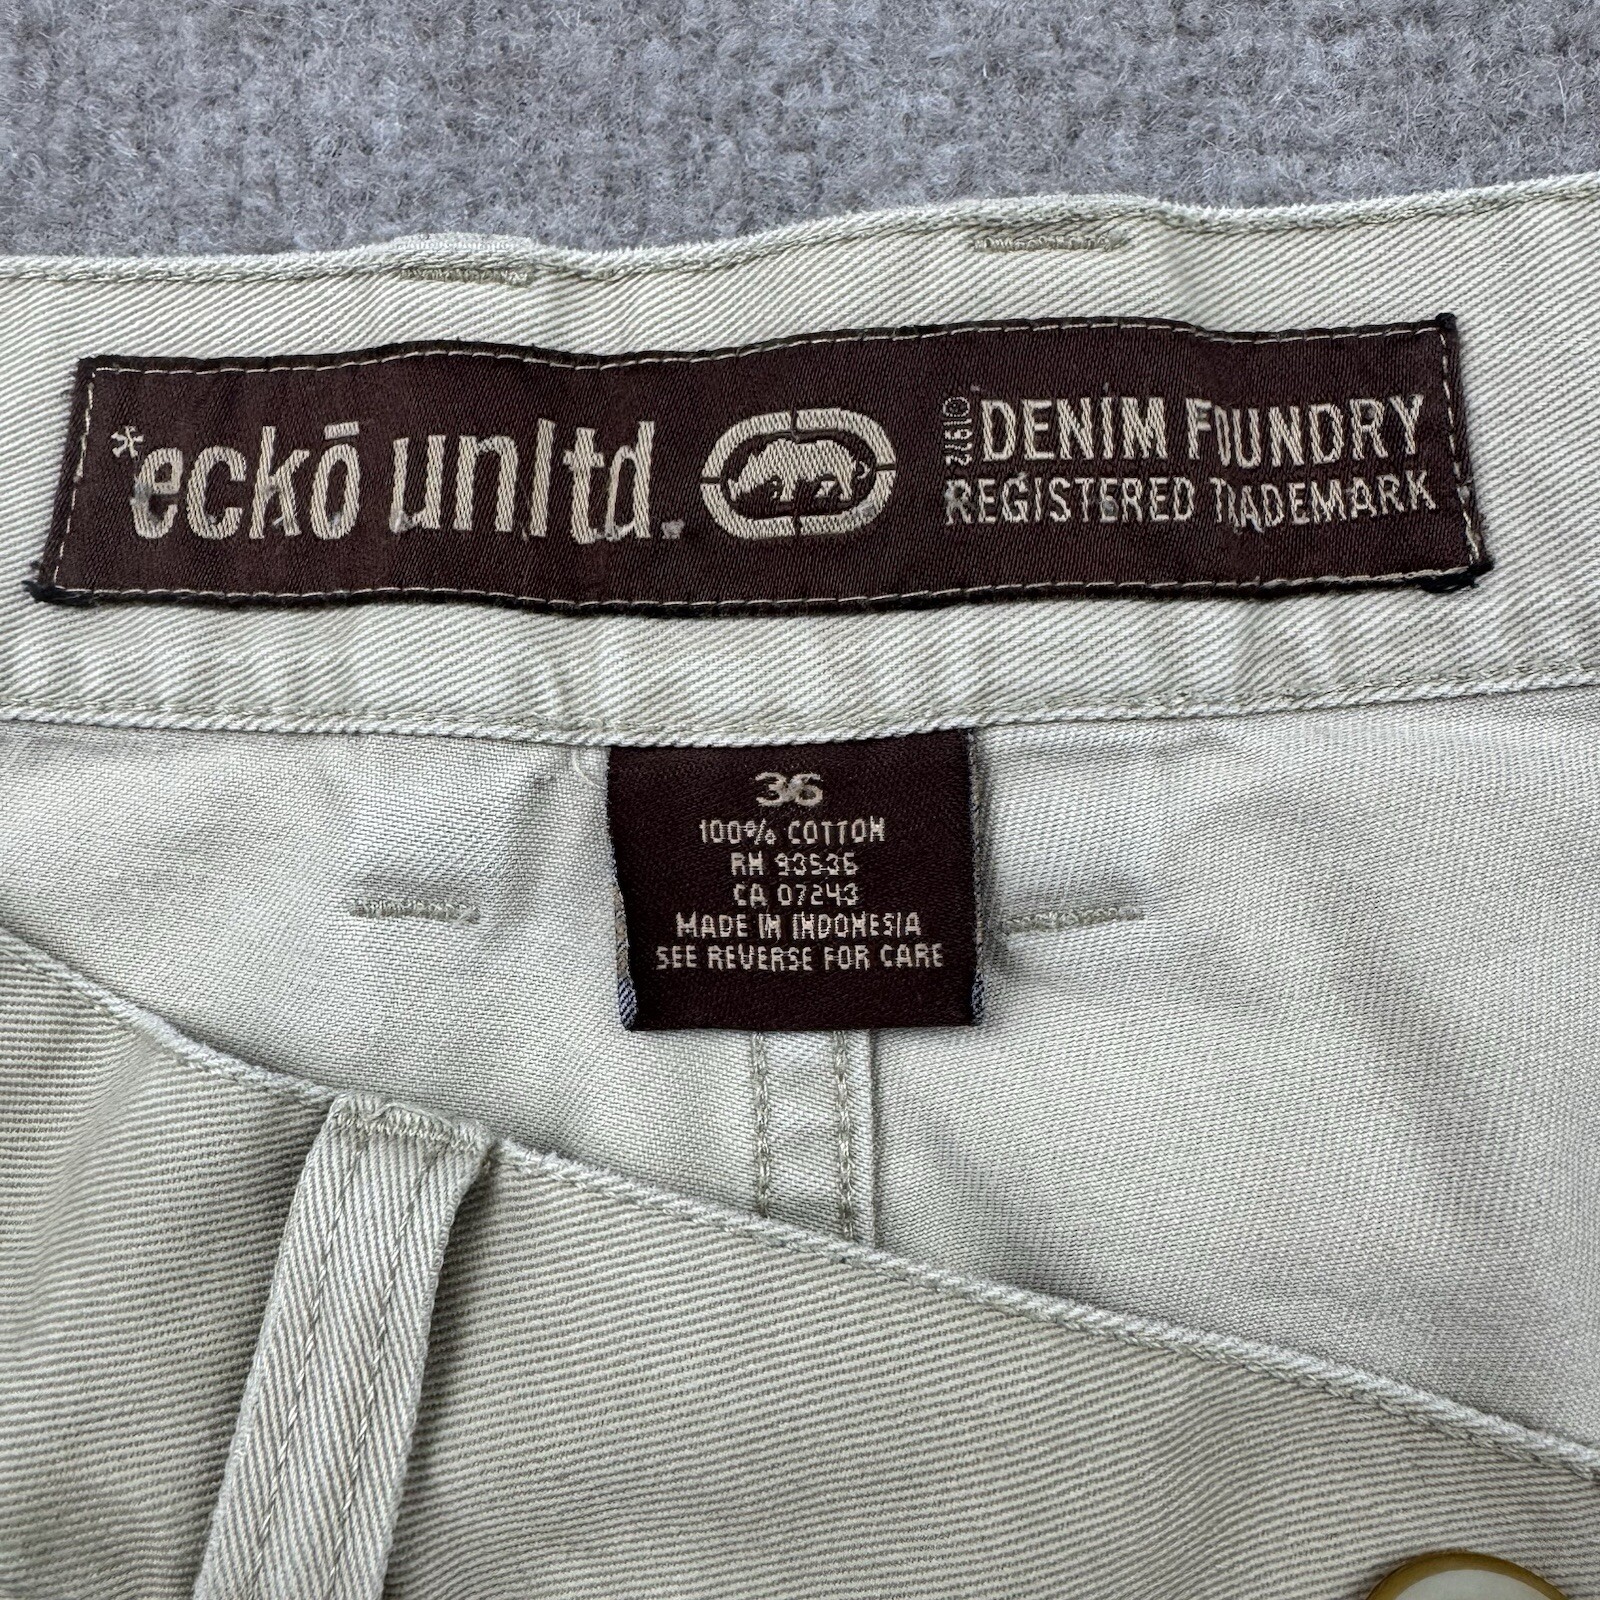 *eckō unltd.
©1972
DENIM FOUNDRY
REGISTERED TRADEMARK
36
100% COTTON
RN 93536
CA 07243
MADE IN INDONESIA
SEE REVERSE FOR CARE